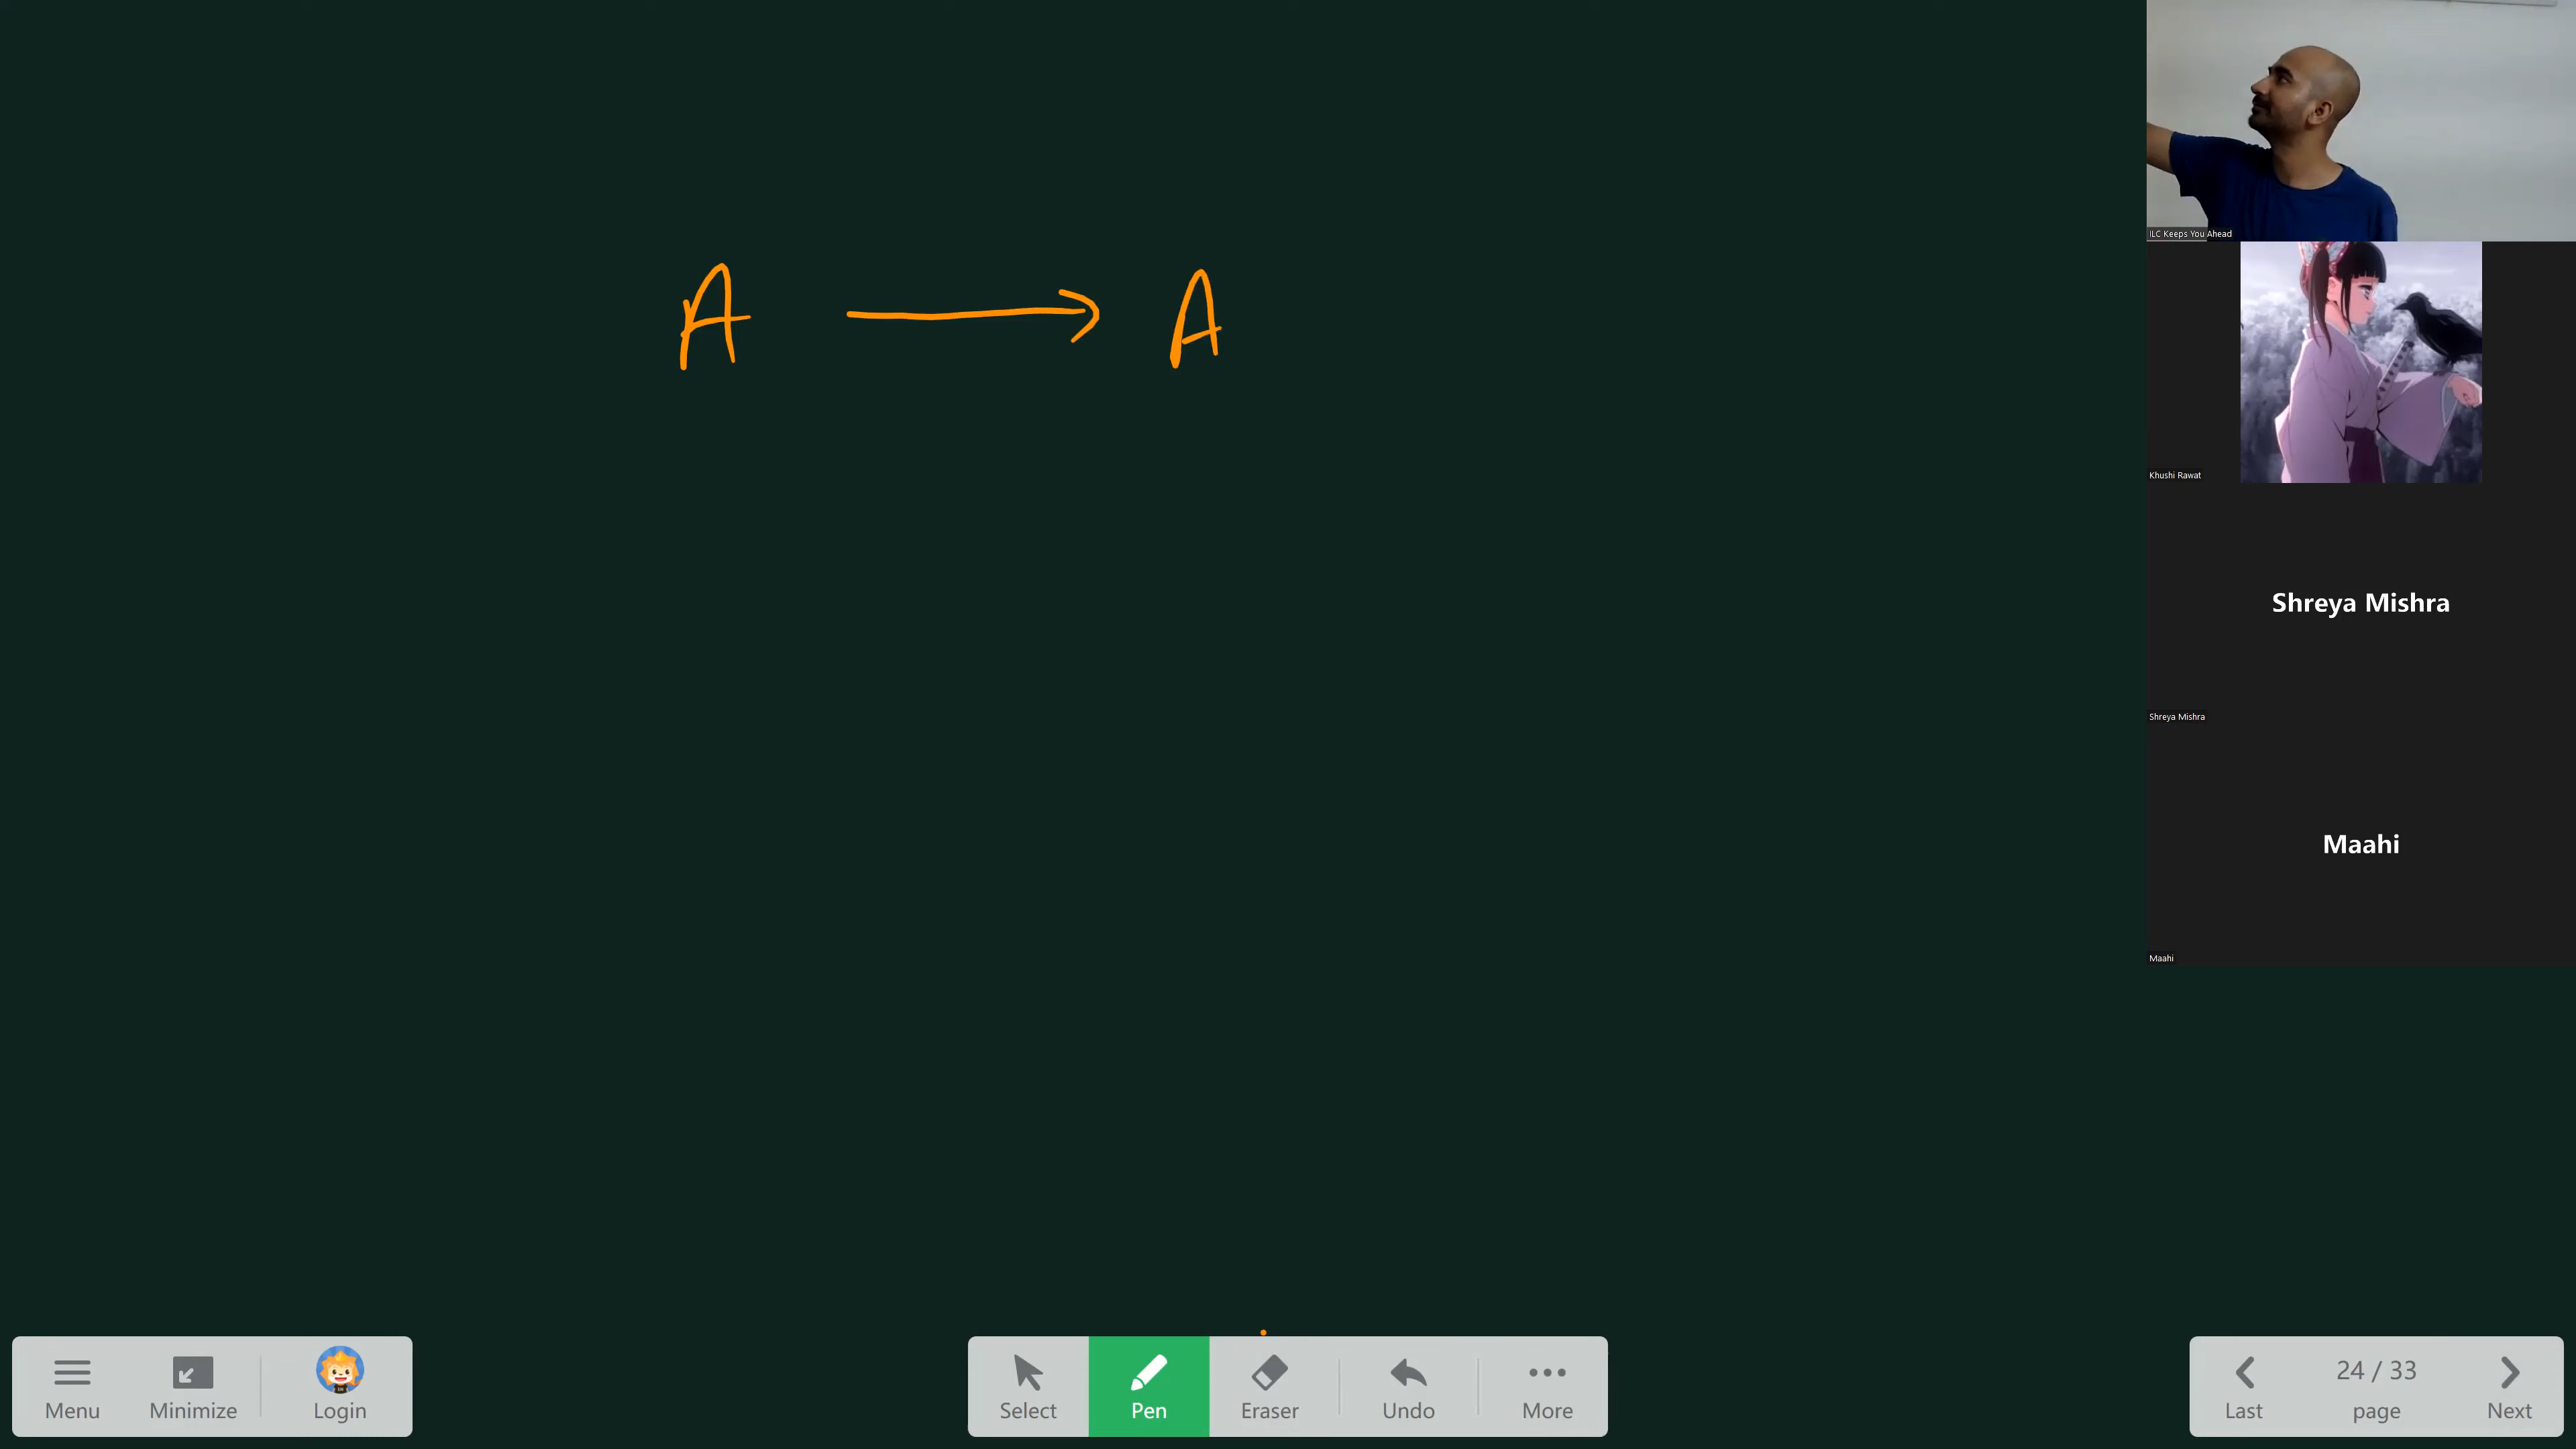 A → A
ILC Keeps You Ahead
Khushi Rawat
Shreya Mishra
Shreya Mishra
Maahi
Maahi
Menu Minimize Login
Select Pen Eraser Undo More
24 / 33
Last page Next